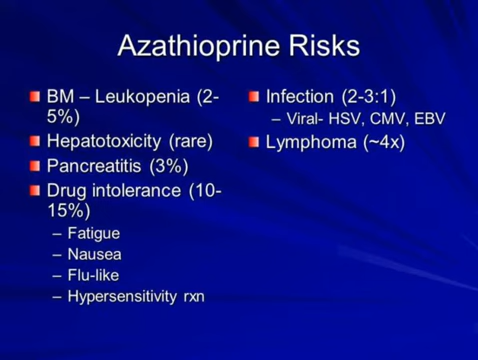 Azathioprine Risks
BM – Leukopenia (2-
5%)
Hepatotoxicity (rare)
Pancreatitis (3%)
Drug intolerance (10-
15%)
– Fatigue
– Nausea
– Flu-like
– Hypersensitivity rxn
Infection (2-3:1)
– Viral- HSV, CMV, EBV
Lymphoma (~4x)